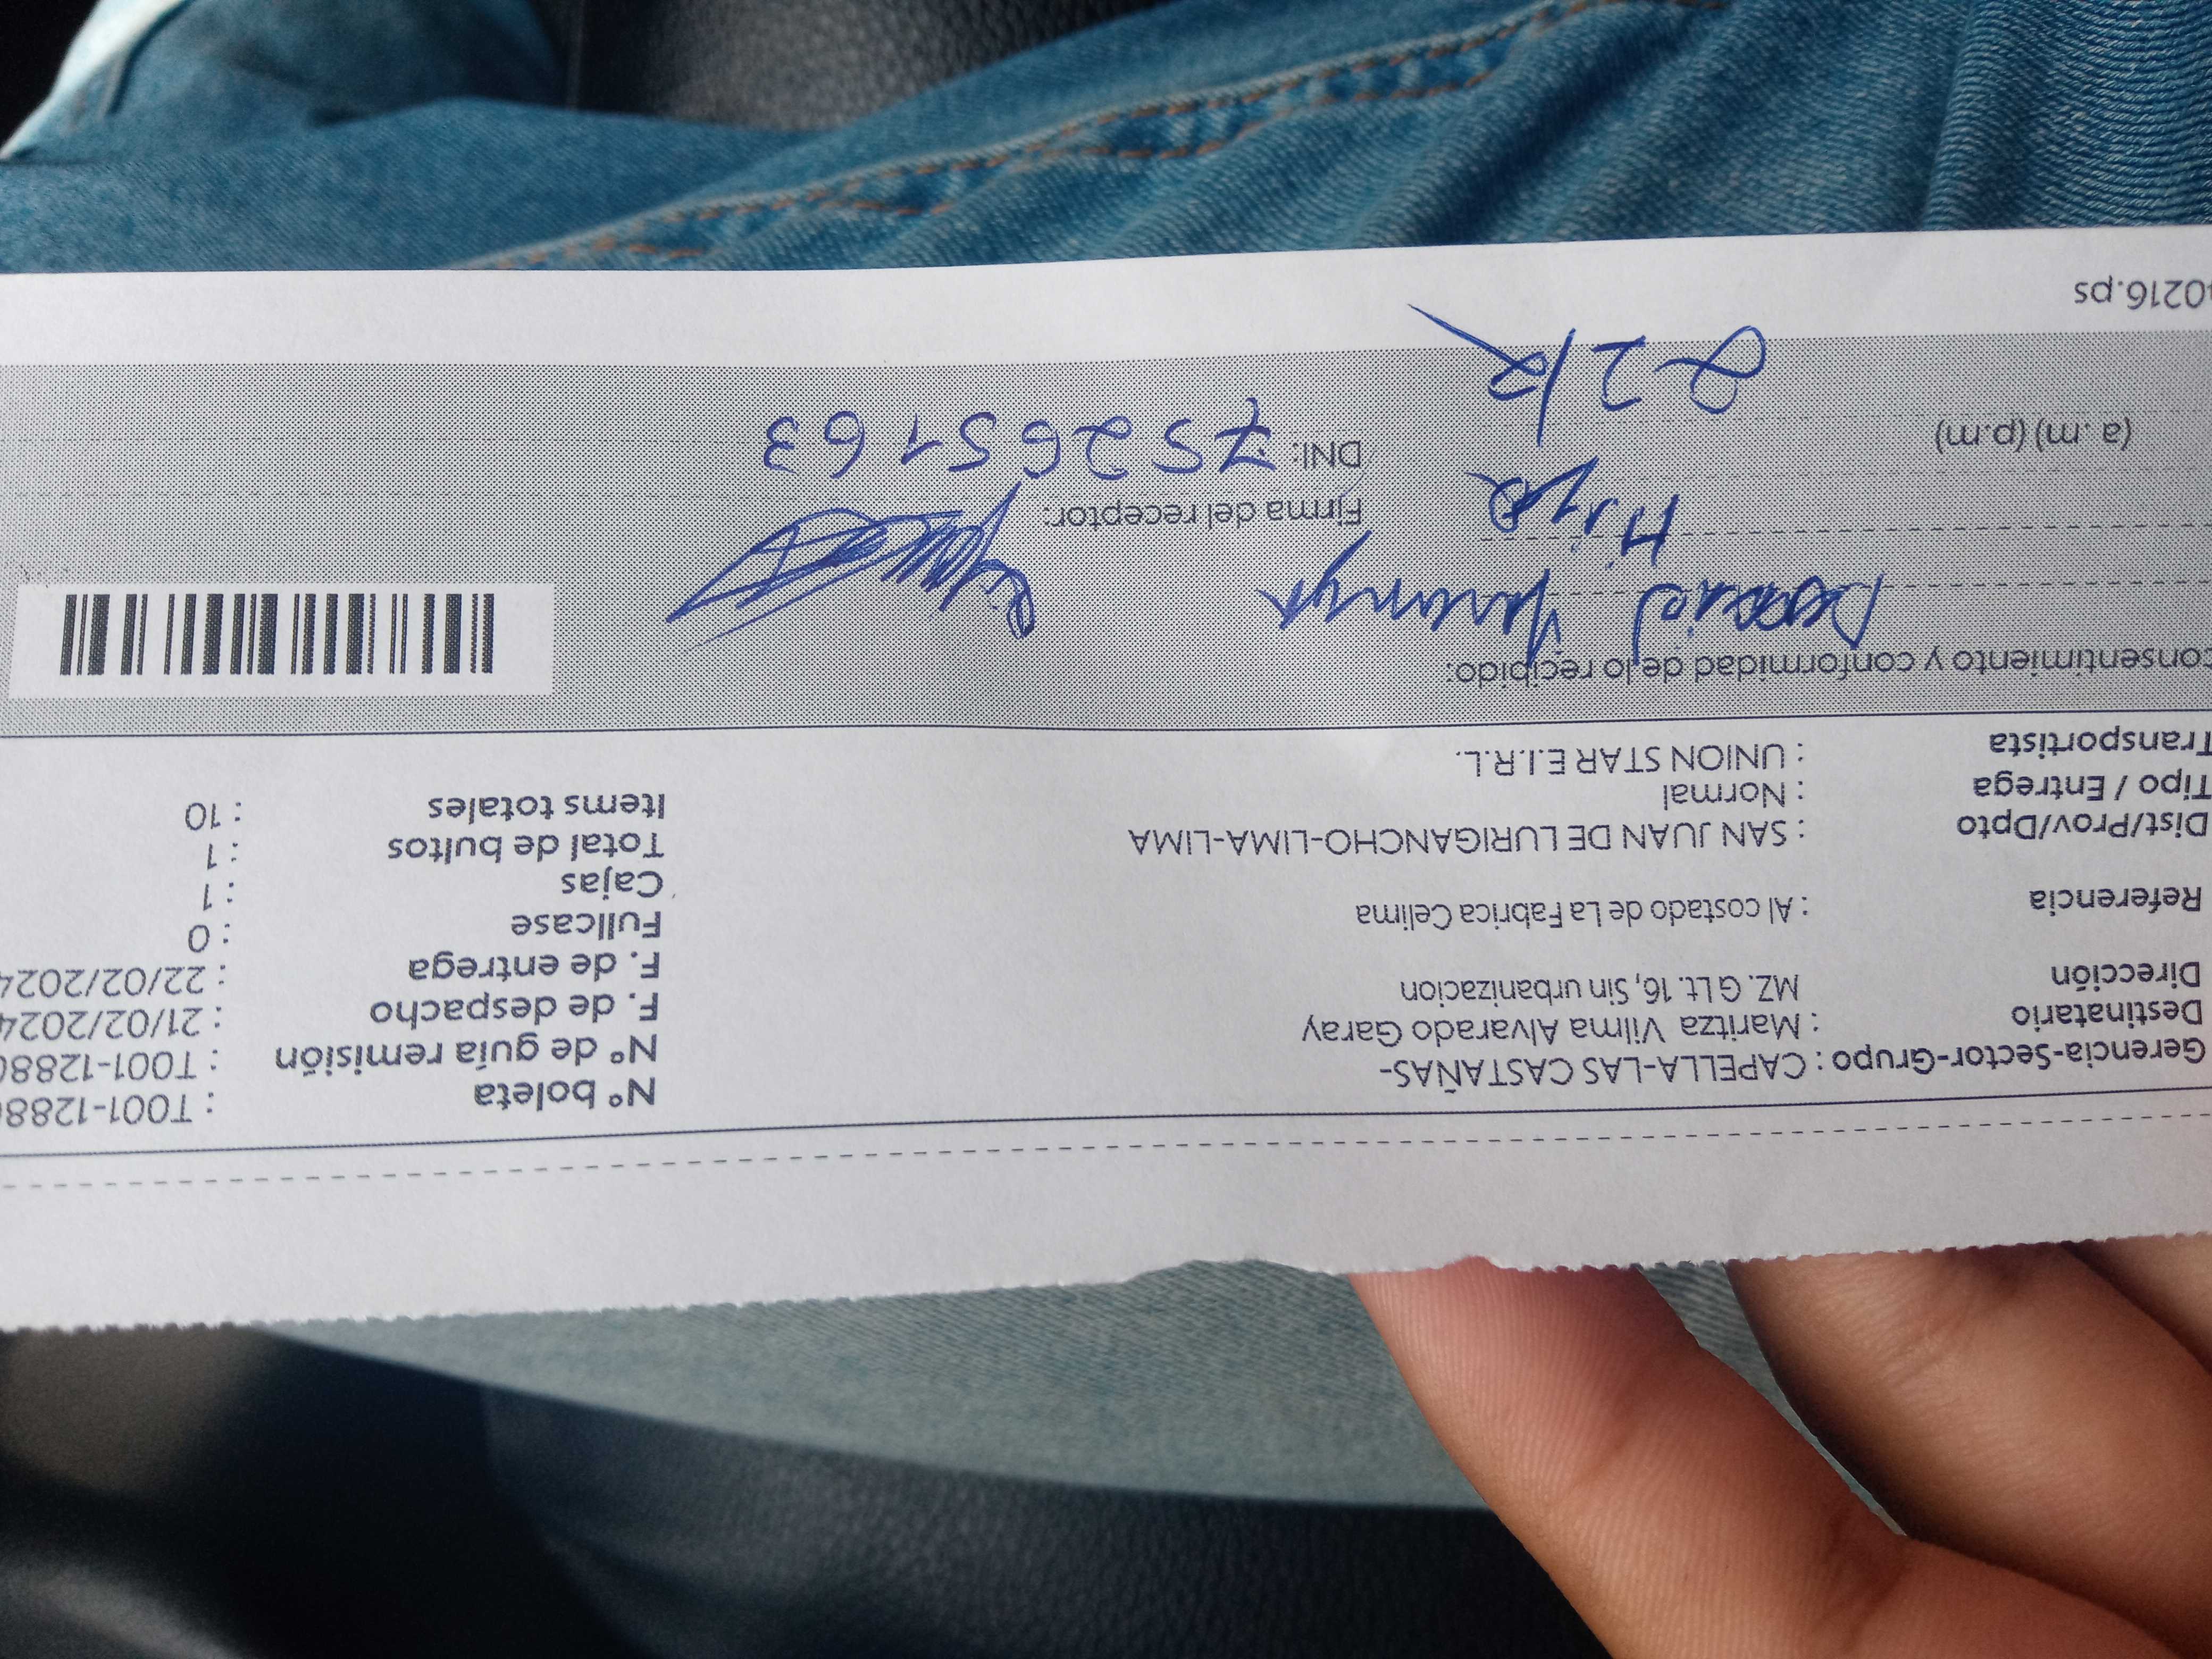 Nº boleta : T001-1288
Gerencia-Sector-Grupo : CAPELLA-LAS CASTAÑAS- Nº de guía remisión : T001-1288
Destinatario : Maritza Vilma Alvarado Garay F. de despacho : 21/02/2024
Dirección MZ. G Lt. 16, Sin urbanizacion F. de entrega : 22/02/2024
Fullcase : 0
Referencia : Al costado de La Fabrica Celima Cajas : 1
Dist/Prov/Dpto : SAN JUAN DE LURIGANCHO-LIMA-LIMA Total de bultos : 1
Tipo / Entrega : Normal Items totales : 10
Transportista : UNION STAR E.I.R.L.
consentimiento y conformidad de lo recibido:
Hija Firma del receptor:
(a .m) (p.m) DNI: 752651163
0216.ps